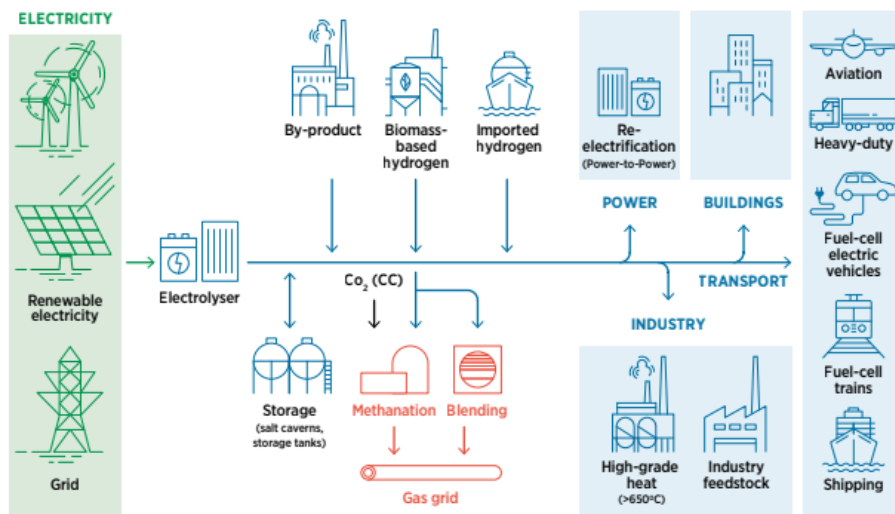 ELECTRICITY
Renewable
electricity
Grid
Electrolyser
By-product
Biomass-
based
hydrogen
Imported
hydrogen
Co₂ (CC)
Storage
(salt caverns,
storage tanks)
Methanation
Blending
Gas grid
Re-
electrification
(Power-to-Power)
POWER
BUILDINGS
TRANSPORT
INDUSTRY
High-grade
heat
(>650ºC)
Industry
feedstock
Aviation
Heavy-duty
Fuel-cell
electric
vehicles
Fuel-cell
trains
Shipping